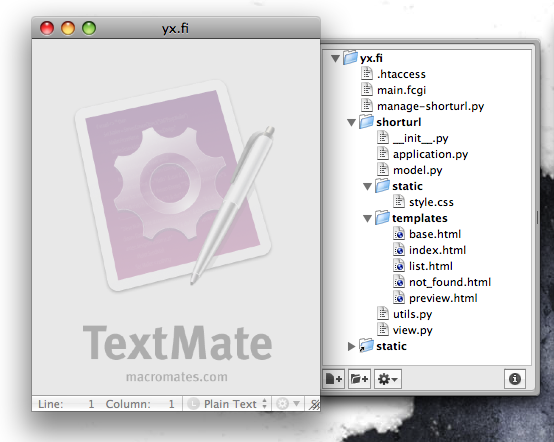 yx.fi
yx.fi
.htaccess
main.fcgi
manage-shorturl.py
shorturl
__init__.py
application.py
model.py
static
style.css
templates
base.html
index.html
list.html
not_found.html
preview.html
utils.py
view.py
static
TextMate
macromates.com
Line: 1 Column: 1 L Plain Text S